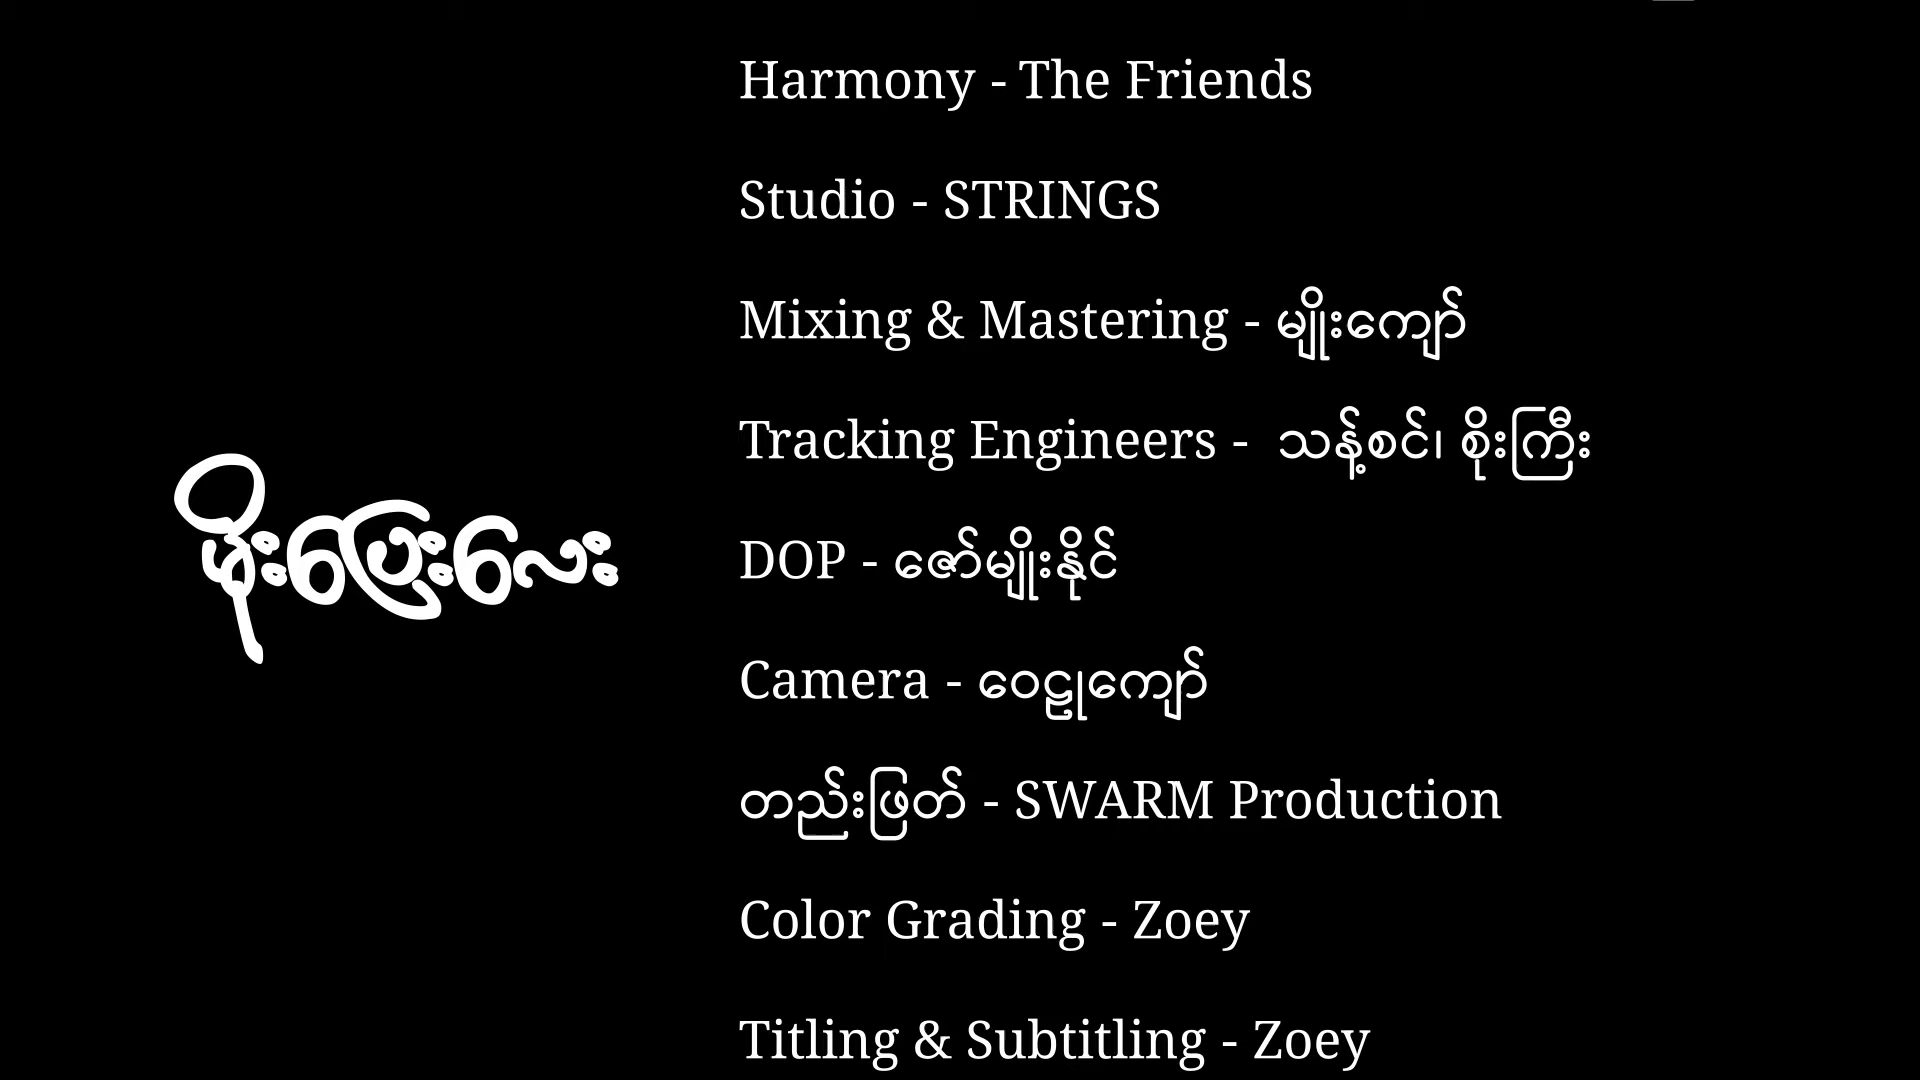 Harmony - The Friends
Studio - STRINGS
Mixing & Mastering - မျိုးကျော်
Tracking Engineers - သန့်စင်၊ စိုးကြီး
ဖိုးပြေးလေး
DOP - ဇော်မျိုးနိုင်
Camera - ဝေဠုကျော်
တည်းဖြတ် - SWARM Production
Color Grading - Zoey
Titling & Subtitling - Zoey